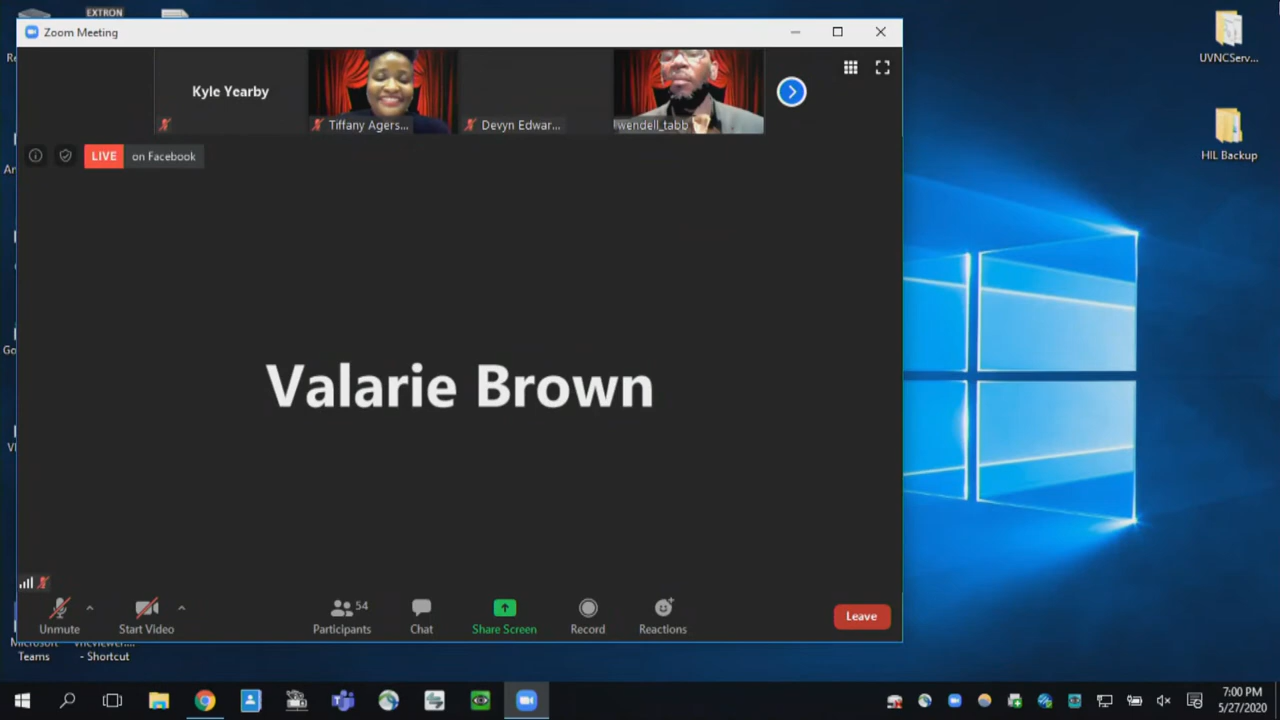 EXTRON
Zoom Meeting
Kyle Yearby
Tiffany Agers...
Devyn Edwar...
wendell_tabb
LIVE on Facebook
Valarie Brown
Unmute
Start Video
54
Participants
Chat
Share Screen
Record
Reactions
Leave
UVNCServ...
HIL Backup
Microsoft
Teams
- Shortcut
7:00 PM
5/27/2020